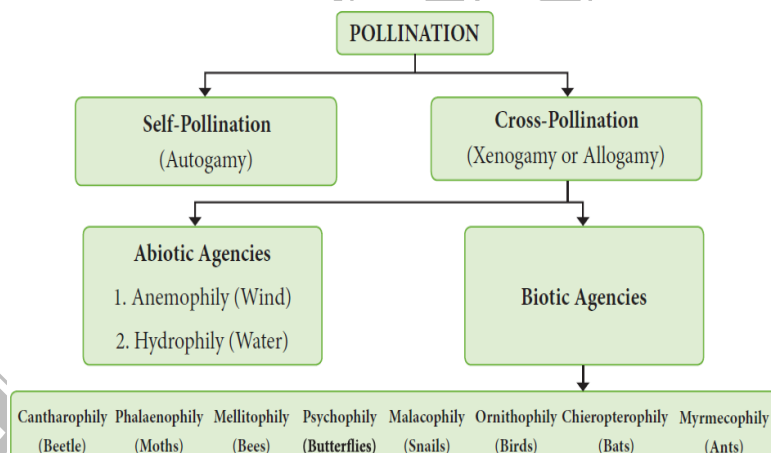 POLLINATION
Self-Pollination
(Autogamy)
Cross-Pollination
(Xenogamy or Allogamy)
Abiotic Agencies
1. Anemophily (Wind)
2. Hydrophily (Water)
Biotic Agencies
Cantharophily Phalaenophily Mellitophily Psychophily Malacophily Ornithophily Chieropterophily Myrmecophily
(Beetle) (Moths) (Bees) (Butterflies) (Snails) (Birds) (Bats) (Ants)